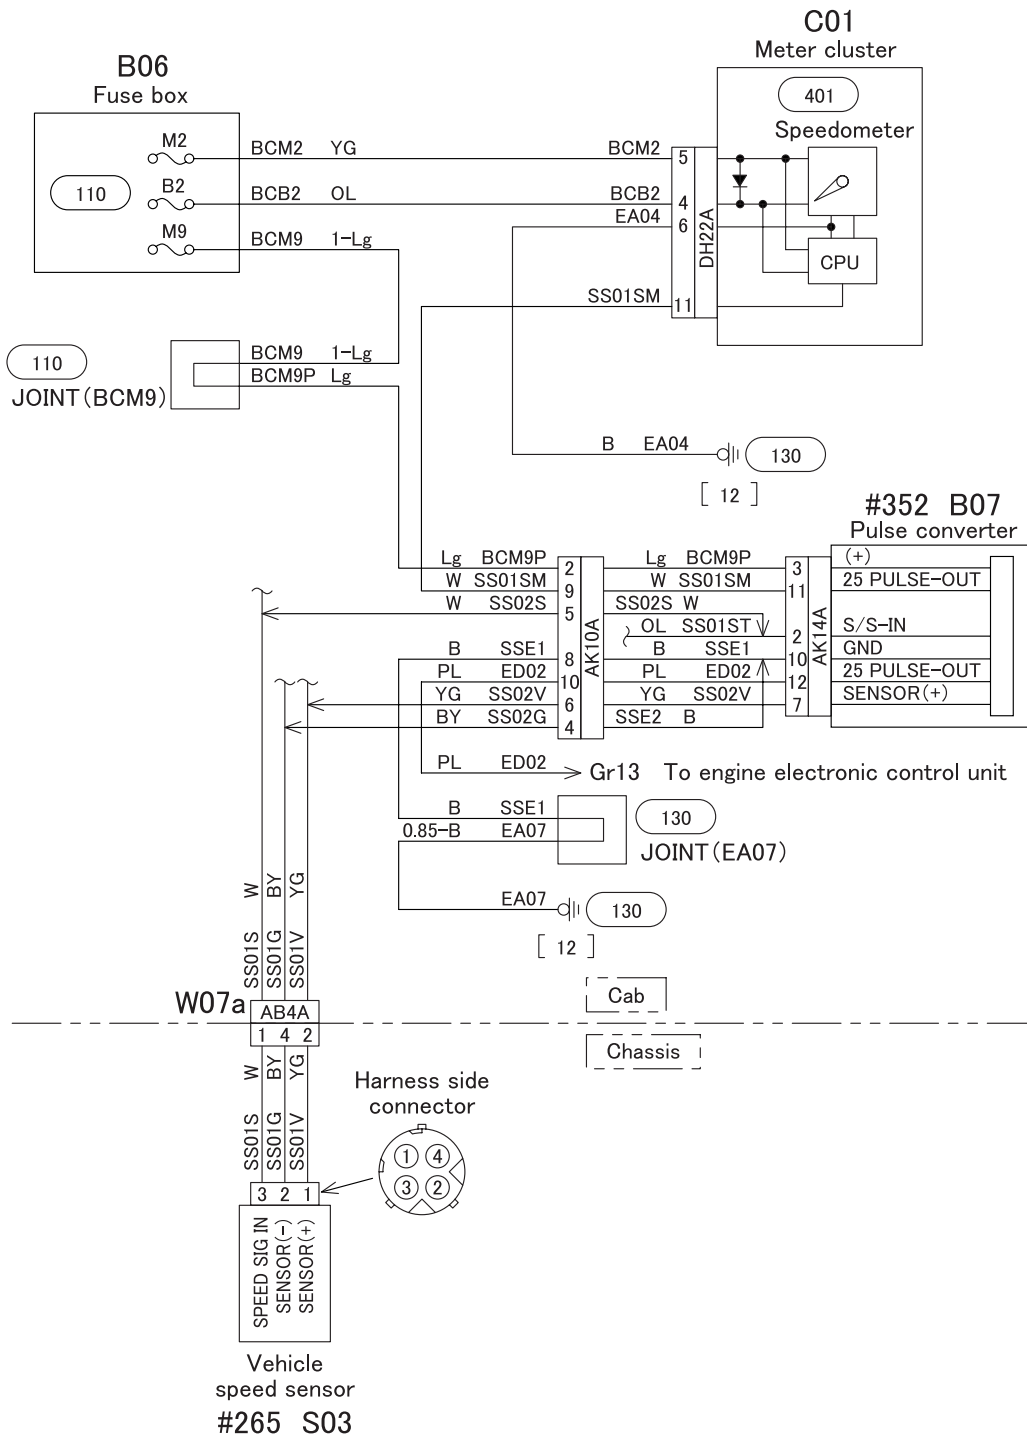 C01
Meter cluster
401
Speedometer
CPU
B06
Fuse box
110
M2
B2
M9
BCM2 YG BCM2 5
BCB2 OL BCB2 4
EA04 6
BCM9 1-Lg
DH22A
SS01SM 11
110
JOINT(BCM9)
BCM9 1-Lg
BCM9P Lg
B EA04
130
[ 12 ]
#352 B07
Pulse converter
Lg BCM9P 2 Lg BCM9P 3 (+)
W SS01SM 9 W SS01SM 11 25 PULSE-OUT
W SS02S 5 SS02S W
OL SS01ST 2 S/S-IN
B SSE1 8 B SSE1 10 GND
PL ED02 10 PL ED02 12 25 PULSE-OUT
YG SS02V 6 YG SS02V 7 SENSOR(+)
BY SS02G 4 SSE2 B
AK10A
AK14A
PL ED02 Gr13 To engine electronic control unit
B SSE1
0.85-B EA07
130
JOINT(EA07)
EA07
130
[ 12 ]
W BY YG
SS01S SS01G SS01V
W07a
AB4A
1 4 2
Cab
Chassis
W BY YG
SS01S SS01G SS01V
Harness side
connector
1 4
3 2
3 2 1
SPEED SIG IN
SENSOR(-)
SENSOR(+)
Vehicle
speed sensor
#265 S03